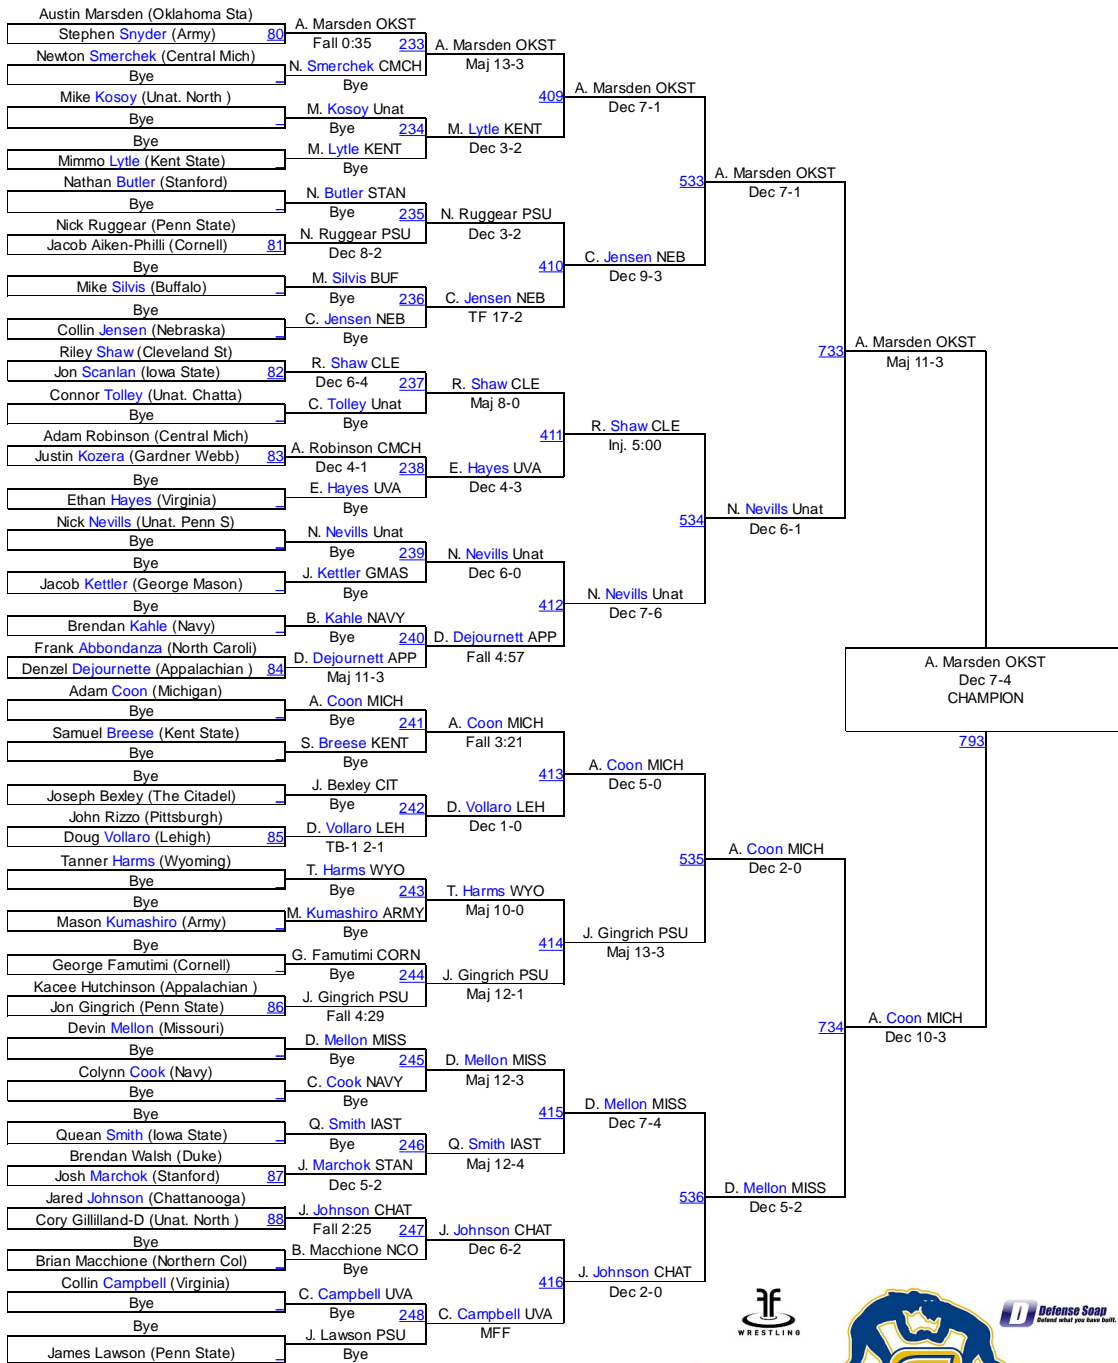 Austin Marsden (Oklahoma Sta)
Stephen Snyder (Army) 80
Newton Smerchek (Central Mich)
Bye
Mike Kosoy (Unat. North )
Bye
Bye
Mimmo Lytle (Kent State)
Nathan Butler (Stanford)
Bye
Nick Ruggear (Penn State)
Jacob Aiken-Philli (Cornell) 81
Bye
Mike Silvis (Buffalo)
Bye
Collin Jensen (Nebraska)
Riley Shaw (Cleveland St)
Jon Scanlan (Iowa State) 82
Connor Tolley (Unat. Chatta)
Bye
Adam Robinson (Central Mich)
Justin Kozera (Gardner Webb) 83
Bye
Ethan Hayes (Virginia)
Nick Nevills (Unat. Penn S)
Bye
Bye
Jacob Kettler (George Mason)
Bye
Brendan Kahle (Navy)
Frank Abbondanza (North Caroli)
Denzel Dejournette (Appalachian ) 84
Adam Coon (Michigan)
Bye
Samuel Breese (Kent State)
Bye
Bye
Joseph Bexley (The Citadel)
John Rizzo (Pittsburgh)
Doug Vollaro (Lehigh) 85
Tanner Harms (Wyoming)
Bye
Bye
Mason Kumashiro (Army)
Bye
George Famutimi (Cornell)
Kacee Hutchinson (Appalachian )
Jon Gingrich (Penn State) 86
Devin Mellon (Missouri)
Bye
Colynn Cook (Navy)
Bye
Bye
Quean Smith (Iowa State)
Brendan Walsh (Duke)
Josh Marchok (Stanford) 87
Jared Johnson (Chattanooga)
Cory Gillilland-D (Unat. North ) 88
Bye
Brian Macchione (Northern Col)
Collin Campbell (Virginia)
Bye
Bye
James Lawson (Penn State)
A. Marsden OKST
Fall 0:35 233
N. Smerchek CMCH
Bye
M. Kosoy Unat
Bye 234
M. Lytle KENT
Bye
N. Butler STAN
Bye 235
N. Ruggear PSU
Dec 8-2
M. Silvis BUF
Bye 236
C. Jensen NEB
Bye
R. Shaw CLE
Dec 6-4 237
C. Tolley Unat
Bye
A. Robinson CMCH
Dec 4-1 238
E. Hayes UVA
Bye
N. Nevills Unat
Bye 239
J. Kettler GMAS
Bye
B. Kahle NAVY
Bye 240
D. Dejournett APP
Maj 11-3
A. Coon MICH
Bye 241
S. Breese KENT
Bye
J. Bexley CIT
Bye 242
D. Vollaro LEH
TB-1 2-1
T. Harms WYO
Bye 243
M. Kumashiro ARMY
Bye
G. Famutimi CORN
Bye 244
J. Gingrich PSU
Fall 4:29
D. Mellon MISS
Bye 245
C. Cook NAVY
Bye
Q. Smith IAST
Bye 246
J. Marchok STAN
Dec 5-2
J. Johnson CHAT
Fall 2:25 247
B. Macchione NCO
Bye
C. Campbell UVA
Bye 248
J. Lawson PSU
Bye
A. Marsden OKST
Maj 13-3
409
M. Lytle KENT
Dec 3-2
N. Ruggear PSU
Dec 3-2
410
C. Jensen NEB
TF 17-2
R. Shaw CLE
Maj 8-0
411
E. Hayes UVA
Dec 4-3
N. Nevills Unat
Dec 6-0
412
D. Dejournett APP
Fall 4:57
A. Coon MICH
Fall 3:21
413
D. Vollaro LEH
Dec 1-0
T. Harms WYO
Maj 10-0
414
J. Gingrich PSU
Maj 12-1
D. Mellon MISS
Maj 12-3
415
Q. Smith IAST
Maj 12-4
J. Johnson CHAT
Dec 6-2
416
C. Campbell UVA
MFF
A. Marsden OKST
Dec 7-1
533
C. Jensen NEB
Dec 9-3
R. Shaw CLE
Inj. 5:00
534
N. Nevills Unat
Dec 7-6
A. Coon MICH
Dec 5-0
535
J. Gingrich PSU
Maj 13-3
D. Mellon MISS
Dec 7-4
536
J. Johnson CHAT
Dec 2-0
A. Marsden OKST
Dec 7-1
733
N. Nevills Unat
Dec 6-1
A. Coon MICH
Dec 2-0
734
D. Mellon MISS
Dec 5-2
A. Marsden OKST
Maj 11-3
A. Coon MICH
Dec 10-3
A. Marsden OKST
Dec 7-4
CHAMPION
793
WRESTLING
D Defense Soap
Defend what you have built.